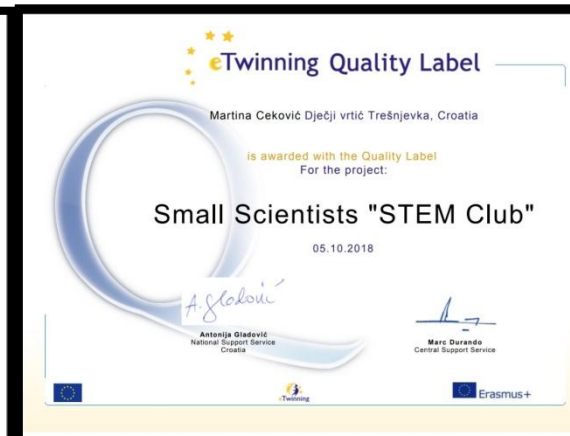 eTwinning Quality Label
Martina Ceković Dječji vrtić Trešnjevka, Croatia
is awarded with the Quality Label
For the project:
Small Scientists "STEM Club"
05.10.2018
A. Gladović
Antonija Gladović
National Support Service
Croatia
Marc Durando
Central Support Service
eTwinning
Erasmus+